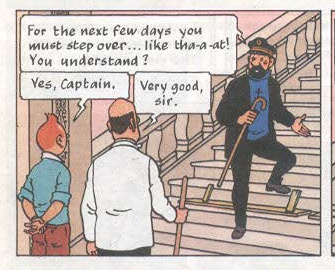 For the next few days you
must step over... like tha-a-at!
You understand?
Yes, Captain.
Very good,
sir.